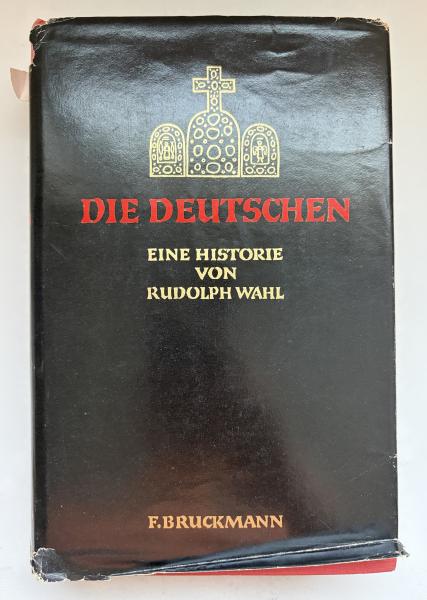 DIE DEUTSCHEN
EINE HISTORIE
VON
RUDOLPH WAHL
F. BRUCKMANN